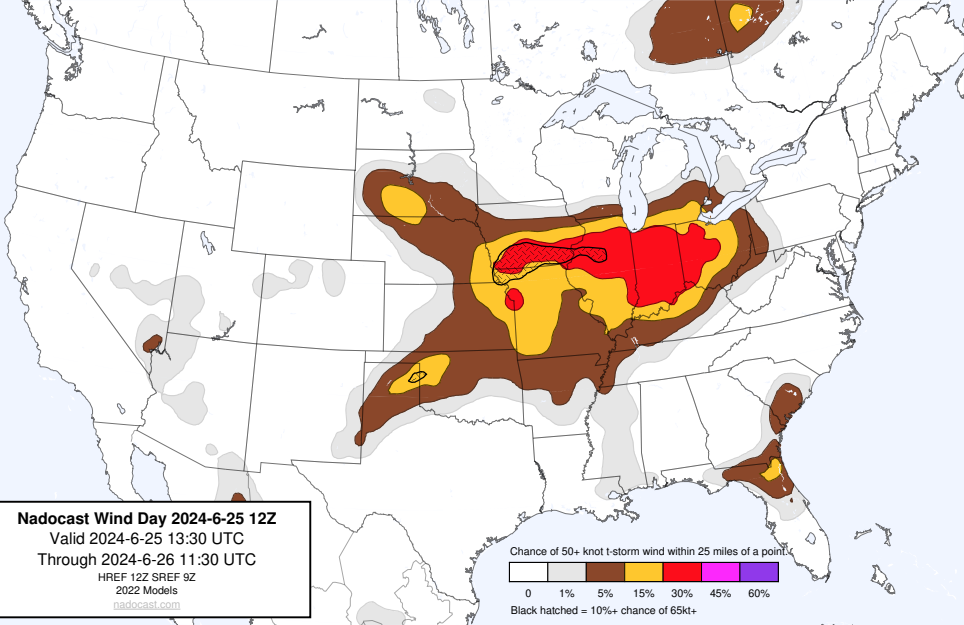 Nadocast Wind Day 2024-6-25 12Z
Valid 2024-6-25 13:30 UTC
Through 2024-6-26 11:30 UTC
HREF 12Z SREF 9Z
2022 Models
nadocast.com
Chance of 50+ knot t-storm wind within 25 miles of a point.
0 1% 5% 15% 30% 45% 60%
Black hatched = 10%+ chance of 65kt+